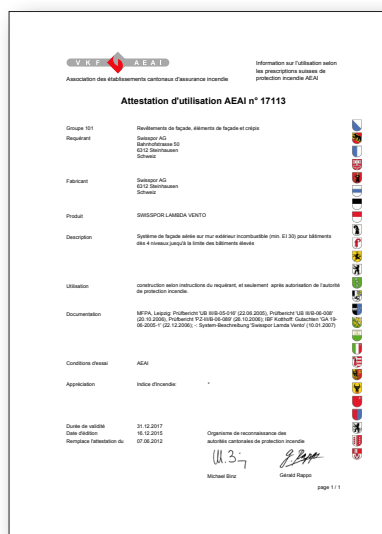 VKF AEAI
Information sur l'utilisation selon
les prescriptions suisses de
protection incendie AEAI
Association des établissements cantonaux d'assurance incendie
Attestation d'utilisation AEAI n° 17113
Groupe 101 Revêtements de façade, éléments de façade et crépis
Requérant Swisspor AG
Bahnhofstrasse 50
6312 Steinhausen
Schweiz
Fabricant Swisspor AG
6312 Steinhausen
Schweiz
Produit SWISSPOR LAMBDA VENTO
Description Système de façade aérée sur mur extérieur incombustible (min. EI 30) pour bâtiments
dès 4 niveaux jusqu'à la limite des bâtiments élevés
Utilisation construction selon instructions du requérant, et seulement après autorisation de l'autorité
de protection incendie.
Documentation MFPA, Leipzig: Prüfbericht 'UB III/B-05-016' (22.06.2005), Prüfbericht 'UB III/B-06-008'
(20.10.2006), Prüfbericht 'PZ-III/B-06-069' (26.10.2006); IBF Kotthoff: Gutachten 'GA 19-
06-2005-1' (22.12.2006); -: System-Beschreibung 'Swisspor Lamda Vento' (10.01.2007)
Conditions d'essai AEAI
Appréciation Indice d'incendie: -
Durée de validité 31.12.2017
Date d'édition 16.12.2015 Organisme de reconnaissance des
Remplace l'attestation du 07.06.2012 autorités cantonales de protection incendie
Michael Binz Gérald Rappo
page 1 / 1